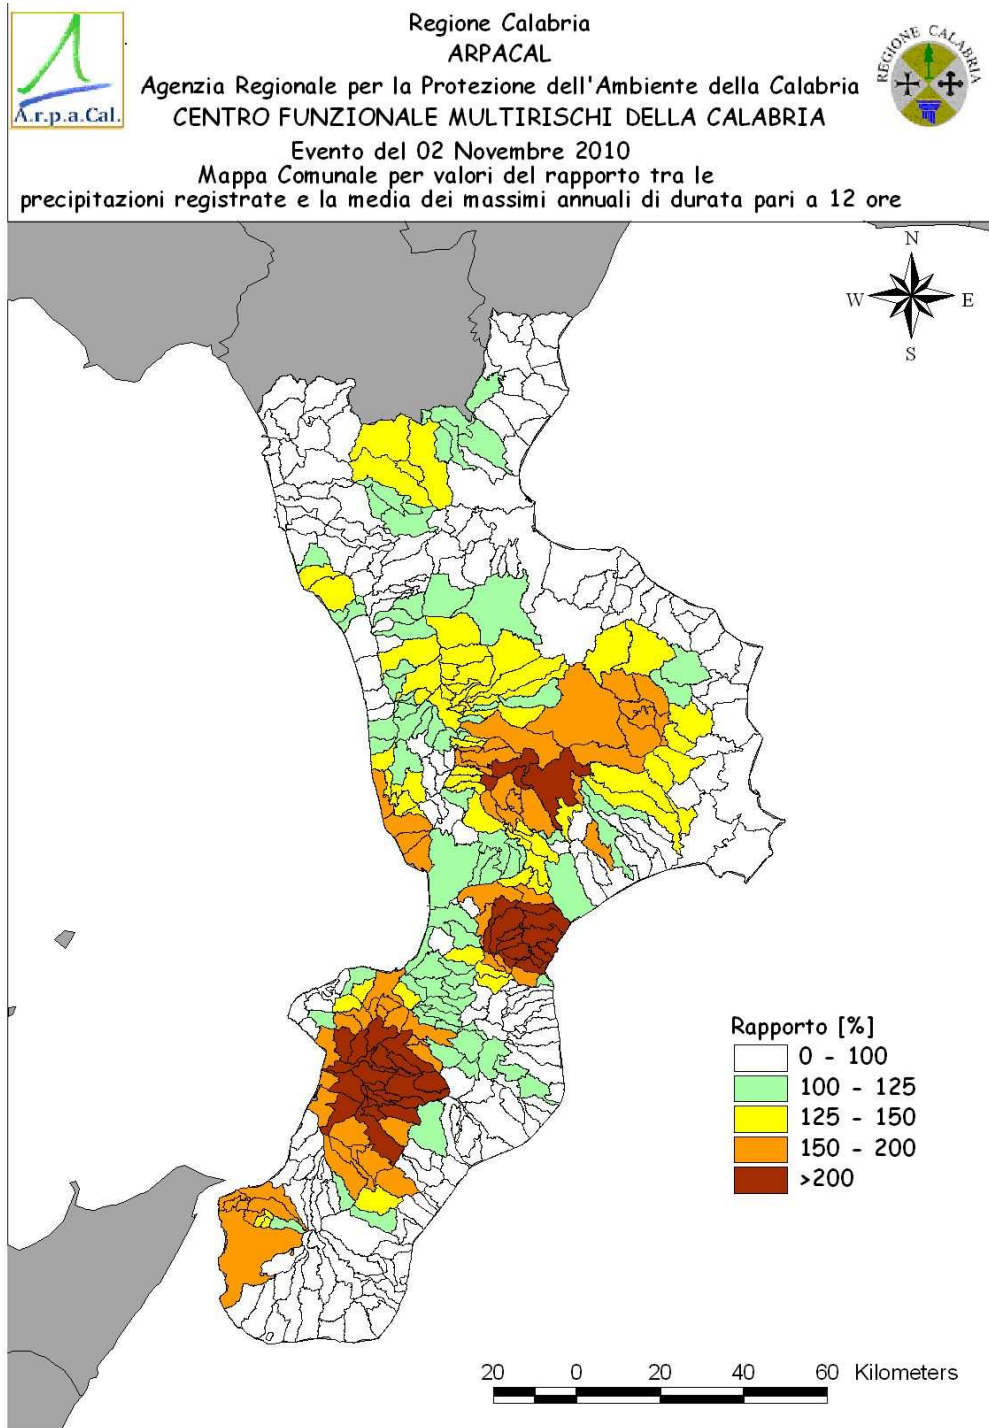 Regione Calabria
ARPACAL
Agenzia Regionale per la Protezione dell'Ambiente della Calabria
CENTRO FUNZIONALE MULTIRISCHI DELLA CALABRIA
A.r.p.a.Cal.
REGIONE CALABRIA
Evento del 02 Novembre 2010
Mappa Comunale per valori del rapporto tra le
precipitazioni registrate e la media dei massimi annuali di durata pari a 12 ore
N
W E
S
Rapporto [%]
0 - 100
100 - 125
125 - 150
150 - 200
>200
20 0 20 40 60 Kilometers